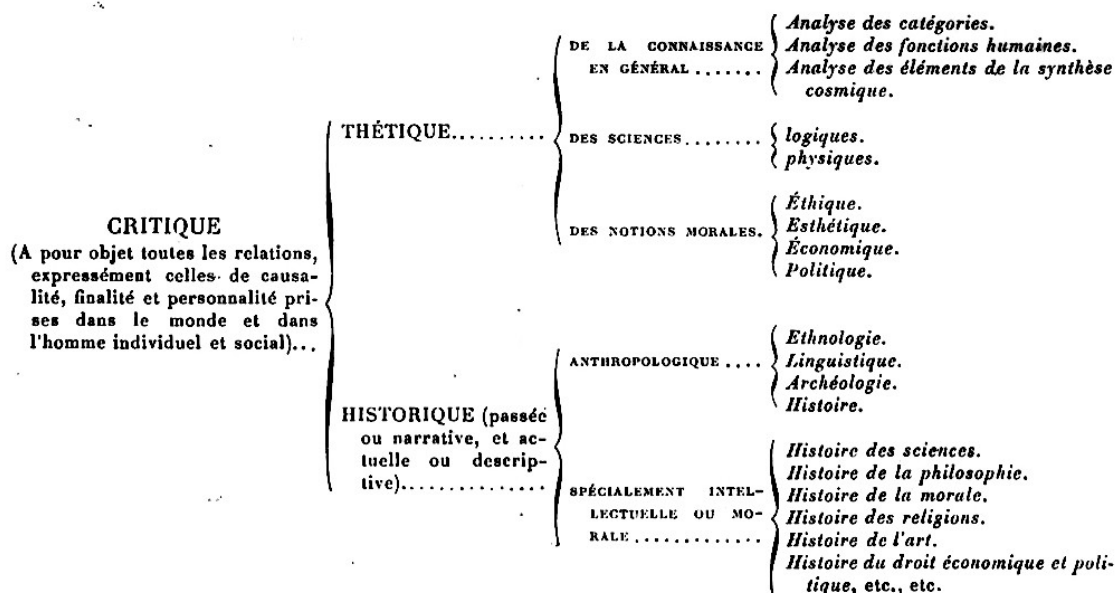 CRITIQUE
(A pour objet toutes les relations,
expressément celles de causa-
lité, finalité et personnalité pri-
ses dans le monde et dans
l'homme individuel et social)...
THÉTIQUE..........
DE LA CONNAISSANCE
EN GÉNÉRAL .......
Analyse des catégories.
Analyse des fonctions humaines.
Analyse des éléments de la synthèse
cosmique.
DES SCIENCES ........
logiques.
physiques.
DES NOTIONS MORALES.
Éthique.
Esthétique.
Économique.
Politique.
HISTORIQUE (passée
ou narrative, et ac-
tuelle ou descrip-
tive)...............
ANTHROPOLOGIQUE ....
Ethnologie.
Linguistique.
Archéologie.
Histoire.
SPÉCIALEMENT INTEL-
LECTUELLE OU MO-
RALE .............
Histoire des sciences.
Histoire de la philosophie.
Histoire de la morale.
Histoire des religions.
Histoire de l'art.
Histoire du droit économique et poli-
tique, etc., etc.